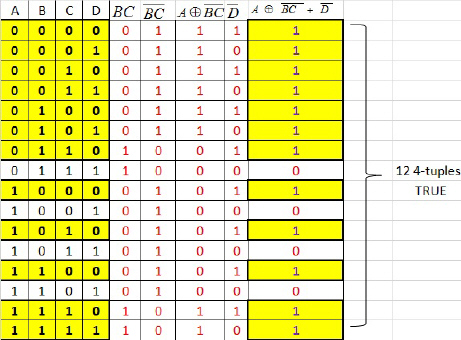 A B C D BC \overline{BC} A ⊕ \overline{BC} \overline{D} A ⊕ \overline{BC} + \overline{D}
0 0 0 0 0 1 1 1 1
0 0 0 1 0 1 1 0 1
0 0 1 0 0 1 1 1 1
0 0 1 1 0 1 1 0 1
0 1 0 0 0 1 1 1 1
0 1 0 1 0 1 1 0 1
0 1 1 0 1 0 0 1 1
0 1 1 1 1 0 0 0 0
12 4-tuples
1 0 0 0 0 1 0 1 1
TRUE
1 0 0 1 0 1 0 0 0
1 0 1 0 0 1 0 1 1
1 0 1 1 0 1 0 0 0
1 1 0 0 0 1 0 1 1
1 1 0 1 0 1 0 0 0
1 1 1 0 1 0 1 1 1
1 1 1 1 1 0 1 0 1